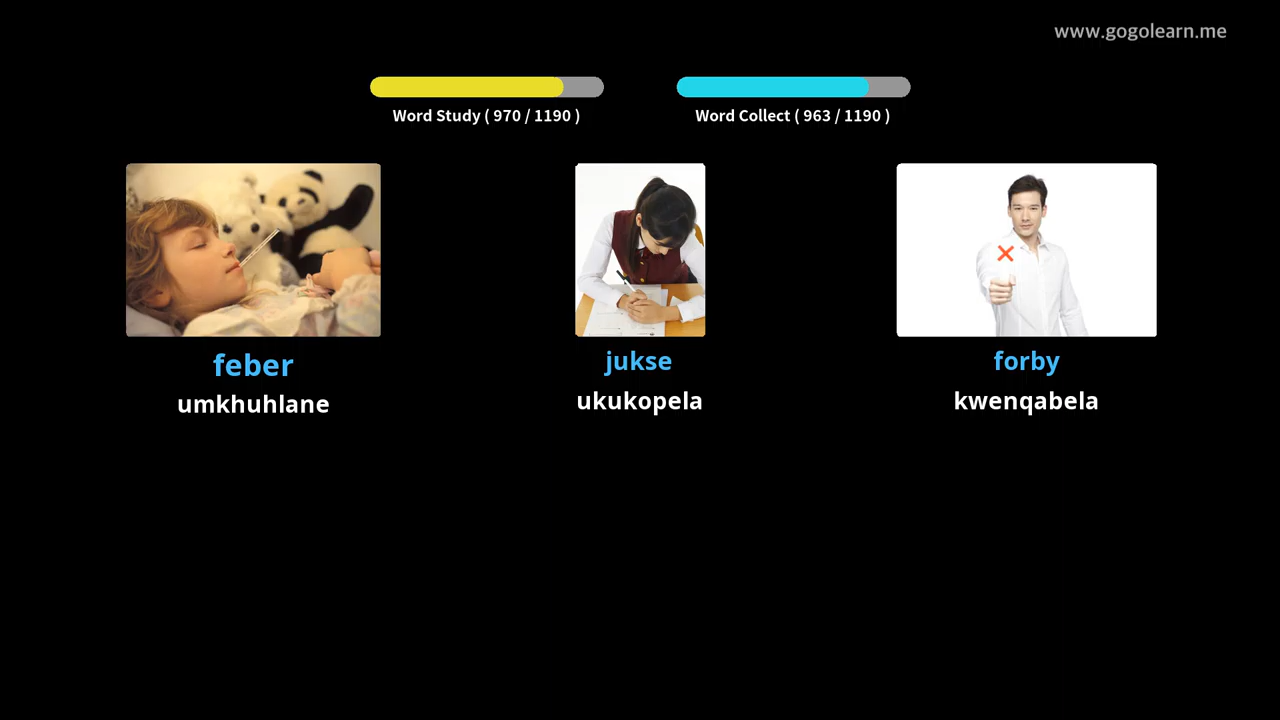 www.gogolearn.me
Word Study ( 970 / 1190 )
Word Collect ( 963 / 1190 )
feber
umkhuhlane
jukse
ukukopela
forby
kwenqabela